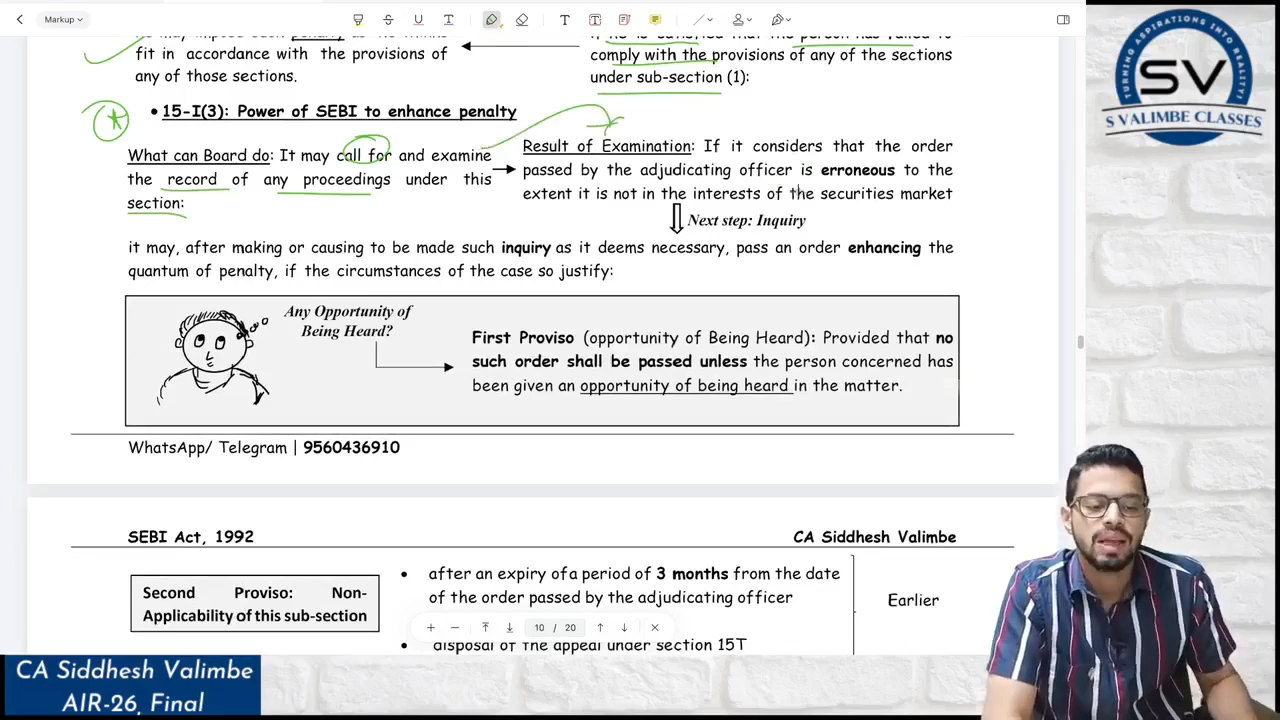 Markup
fit in accordance with the provisions of
any of those sections.
comply with the provisions of any of the sections
under sub-section (1):
• 15-I(3): Power of SEBI to enhance penalty
What can Board do: It may call for and examine
the record of any proceedings under this
section:
Result of Examination: If it considers that the order
passed by the adjudicating officer is erroneous to the
extent it is not in the interests of the securities market
Next step: Inquiry
it may, after making or causing to be made such inquiry as it deems necessary, pass an order enhancing the
quantum of penalty, if the circumstances of the case so justify:
Any Opportunity of
Being Heard?
First Proviso (opportunity of Being Heard): Provided that no
such order shall be passed unless the person concerned has
been given an opportunity of being heard in the matter.
WhatsApp/ Telegram | 9560436910
SEBI Act, 1992
CA Siddhesh Valimbe
Second Proviso: Non-
Applicability of this sub-section
• after an expiry of a period of 3 months from the date
of the order passed by the adjudicating officer
Earlier
• disposal of the appeal under section 15T
10 / 20
TURNING ASPIRATIONS INTO REALITY!
SV
S VALIMBE CLASSES
CA Siddhesh Valimbe
AIR-26, Final